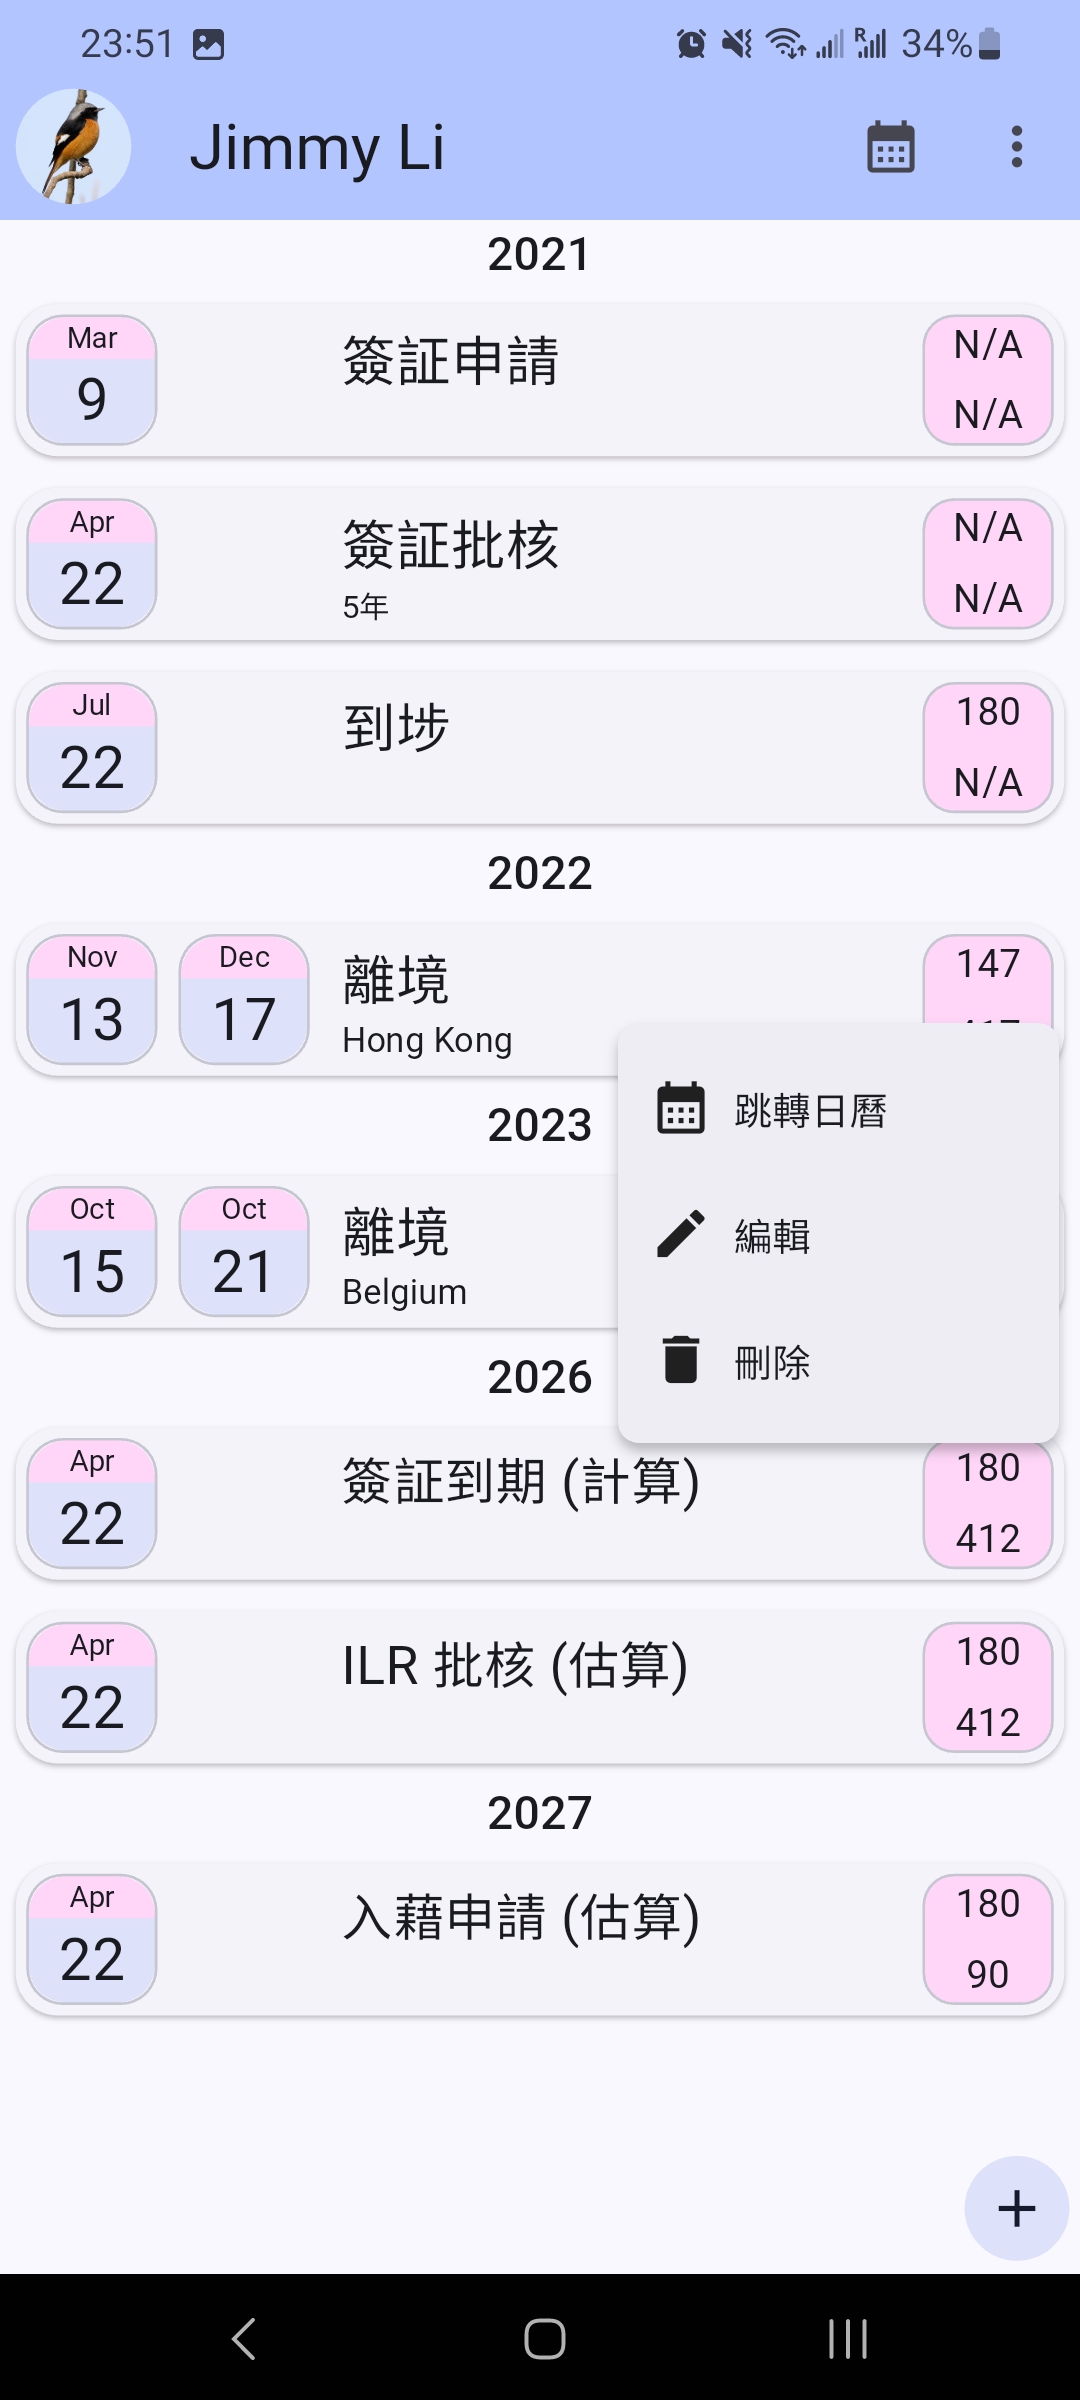 23:51
R
34%
Jimmy Li
2021
Mar
9
簽証申請
N/A
N/A
Apr
22
簽証批核
5年
N/A
N/A
Jul
22
到埗
180
N/A
2022
Nov
13
Dec
17
離境
Hong Kong
147
跳轉日曆
編輯
刪除
2023
Oct
15
Oct
21
離境
Belgium
2026
Apr
22
簽証到期 (計算)
180
412
Apr
22
ILR 批核 (估算)
180
412
2027
Apr
22
入藉申請 (估算)
180
90